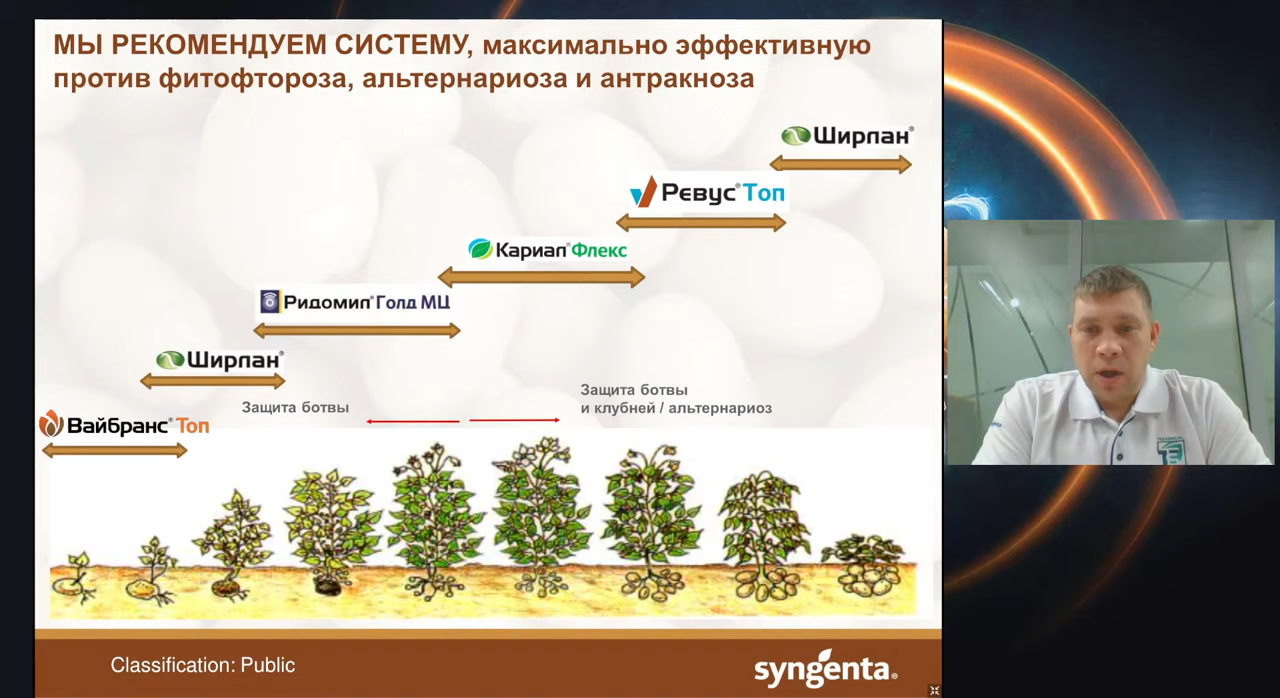 МЫ РЕКОМЕНДУЕМ СИСТЕМУ, максимально эффективную
против фитофтороза, альтернариоза и антракноза
Ширлан®
Ревус® Топ
Кариал® Флекс
Ридомил® Голд МЦ
Ширлан®
Защита ботвы
Защита ботвы
и клубней / альтернариоз
Вайбранс® Топ
Classification: Public
syngenta®